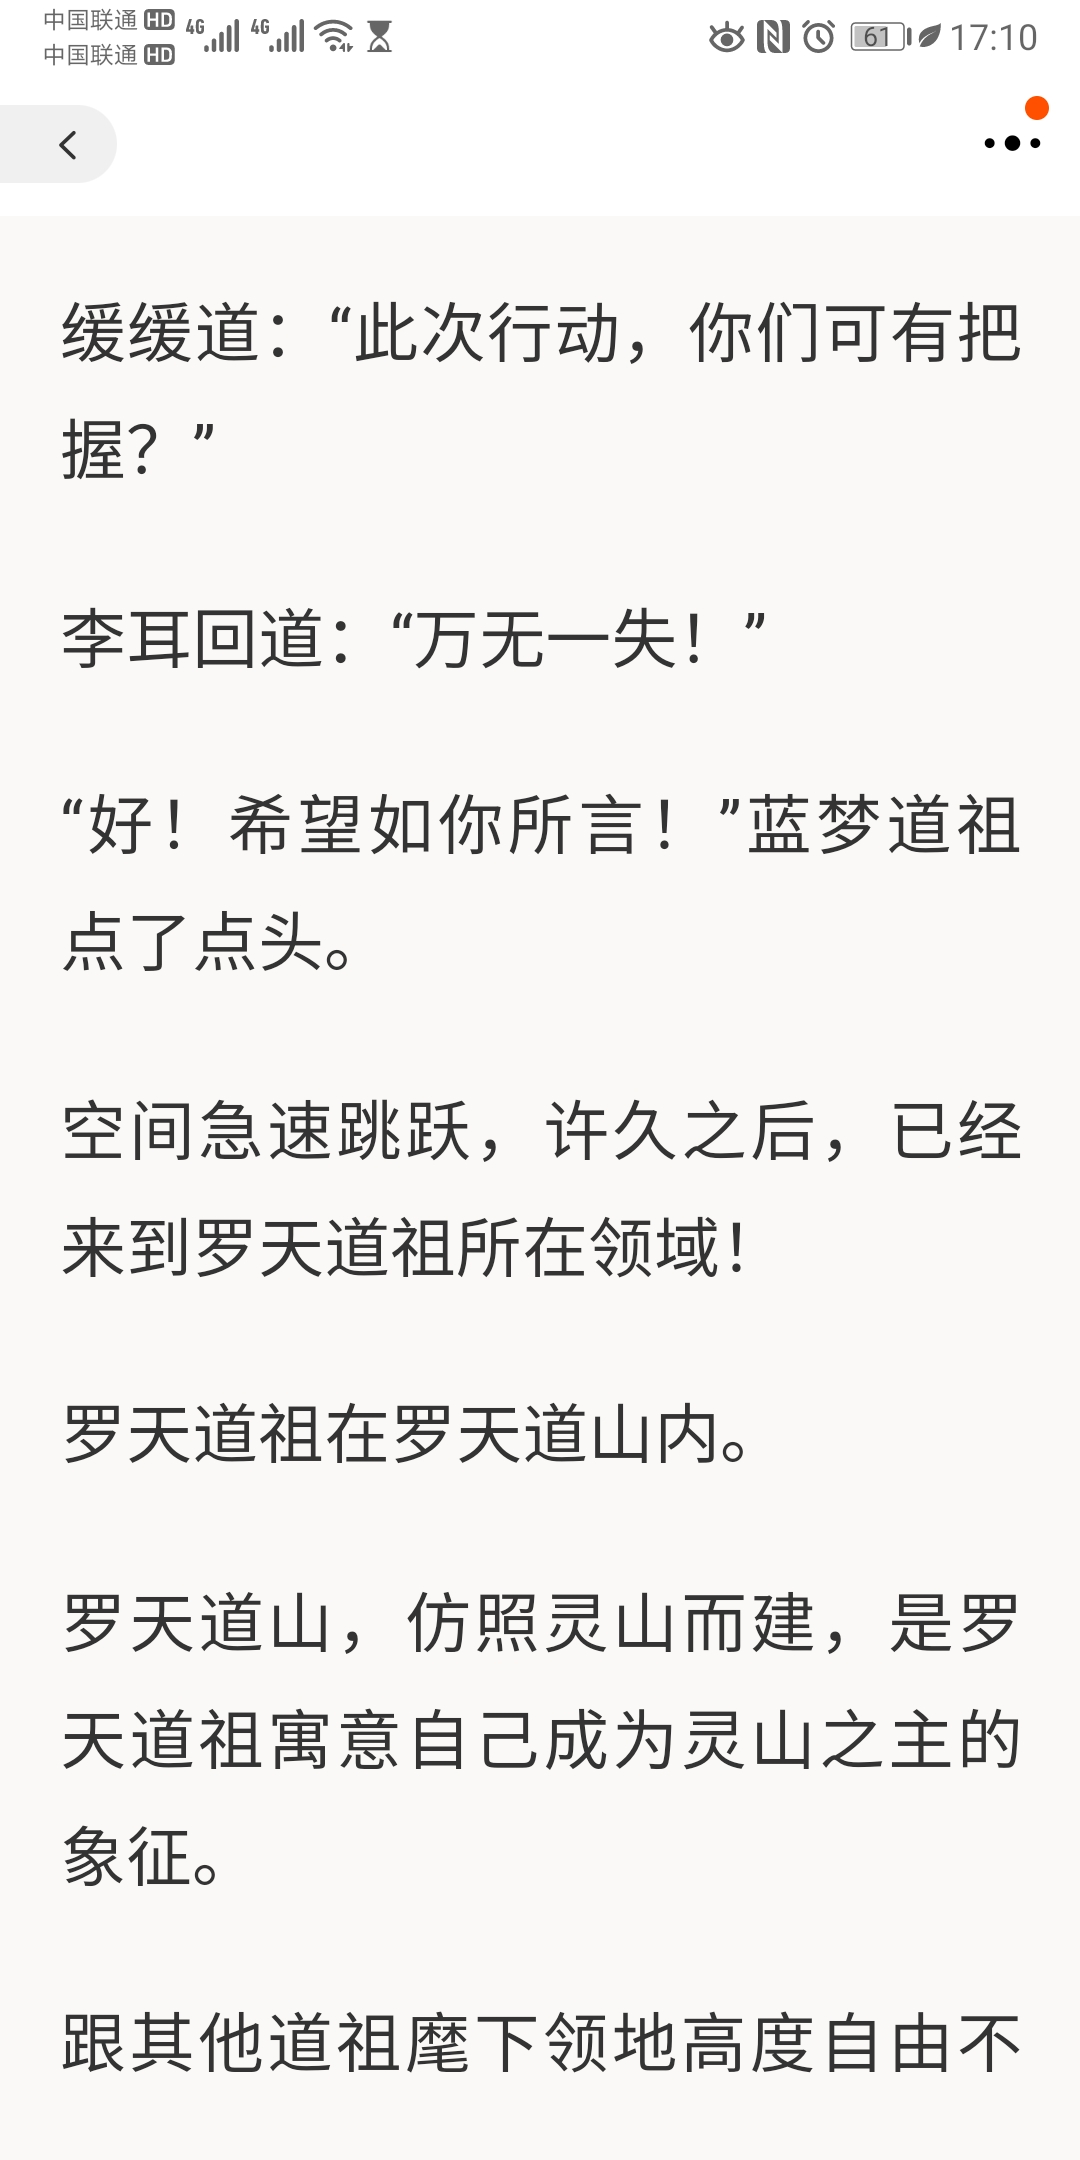 中国联通 HD 4G 4G 61 17:10
中国联通 HD
缓缓道：“此次行动，你们可有把
握？”
李耳回道：“万无一失！”
“好！希望如你所言！”蓝梦道祖
点了点头。
空间急速跳跃，许久之后，已经
来到罗天道祖所在领域！
罗天道祖在罗天道山内。
罗天道山，仿照灵山而建，是罗
天道祖寓意自己成为灵山之主的
象征。
跟其他道祖麾下领地高度自由不